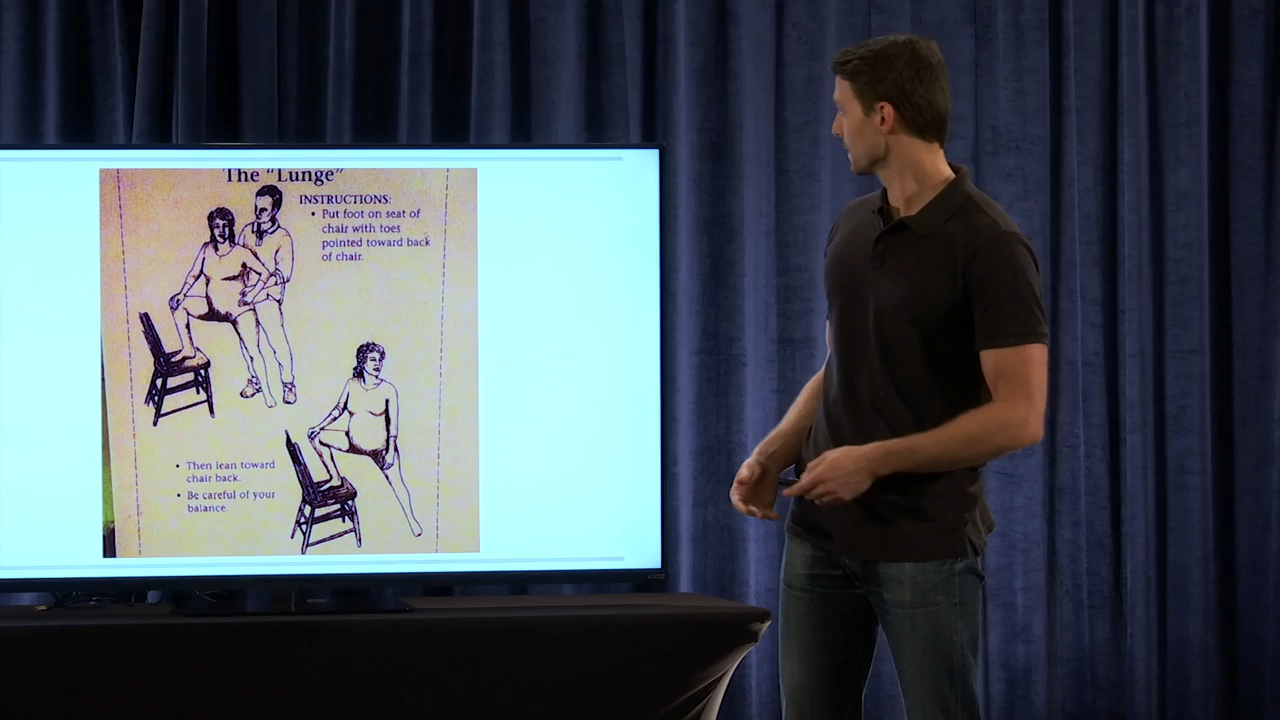 The "Lunge"
INSTRUCTIONS:
• Put foot on seat of
chair with toes
pointed toward back
of chair.
• Then lean toward
chair back.
• Be careful of your
balance.
VIZIO